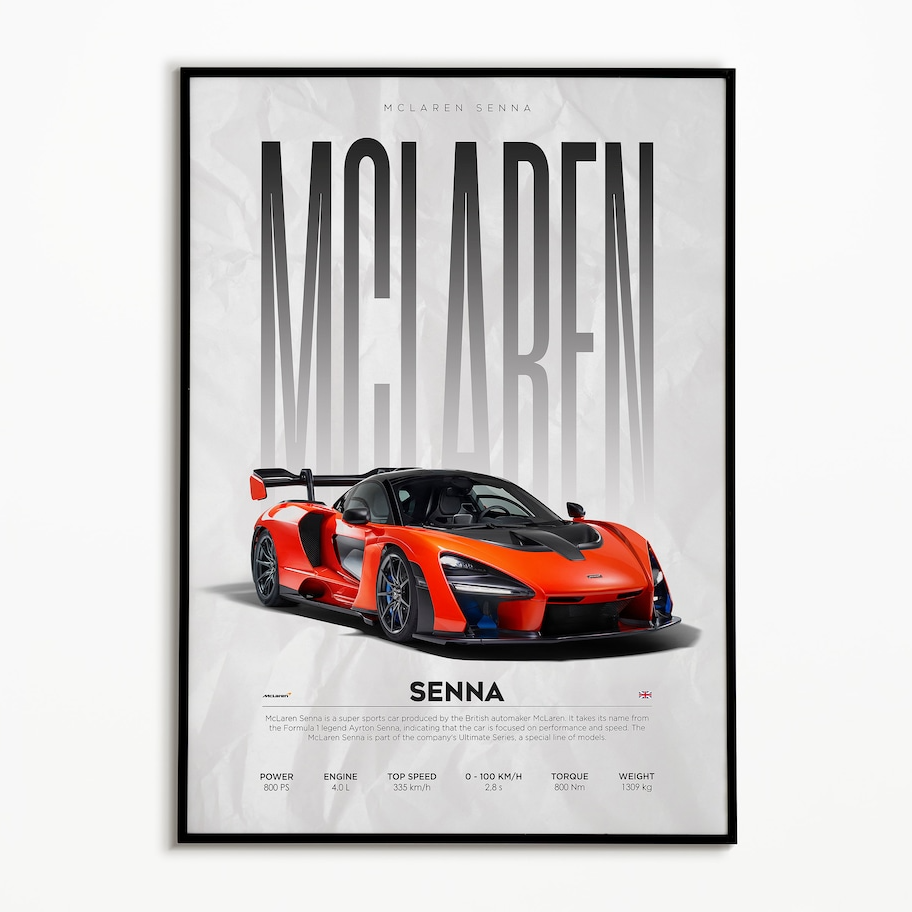 MCLAREN SENNA
MCLAREN
McLaren
SENNA
McLaren Senna is a super sports car produced by the British automaker McLaren. It takes its name from
the Formula 1 legend Ayrton Senna, indicating that the car is focused on performance and speed. The
McLaren Senna is part of the company's Ultimate Series, a special line of models.
POWER ENGINE TOP SPEED 0 - 100 KM/H TORQUE WEIGHT
800 PS 4.0 L 335 km/h 2.8 s 800 Nm 1309 kg